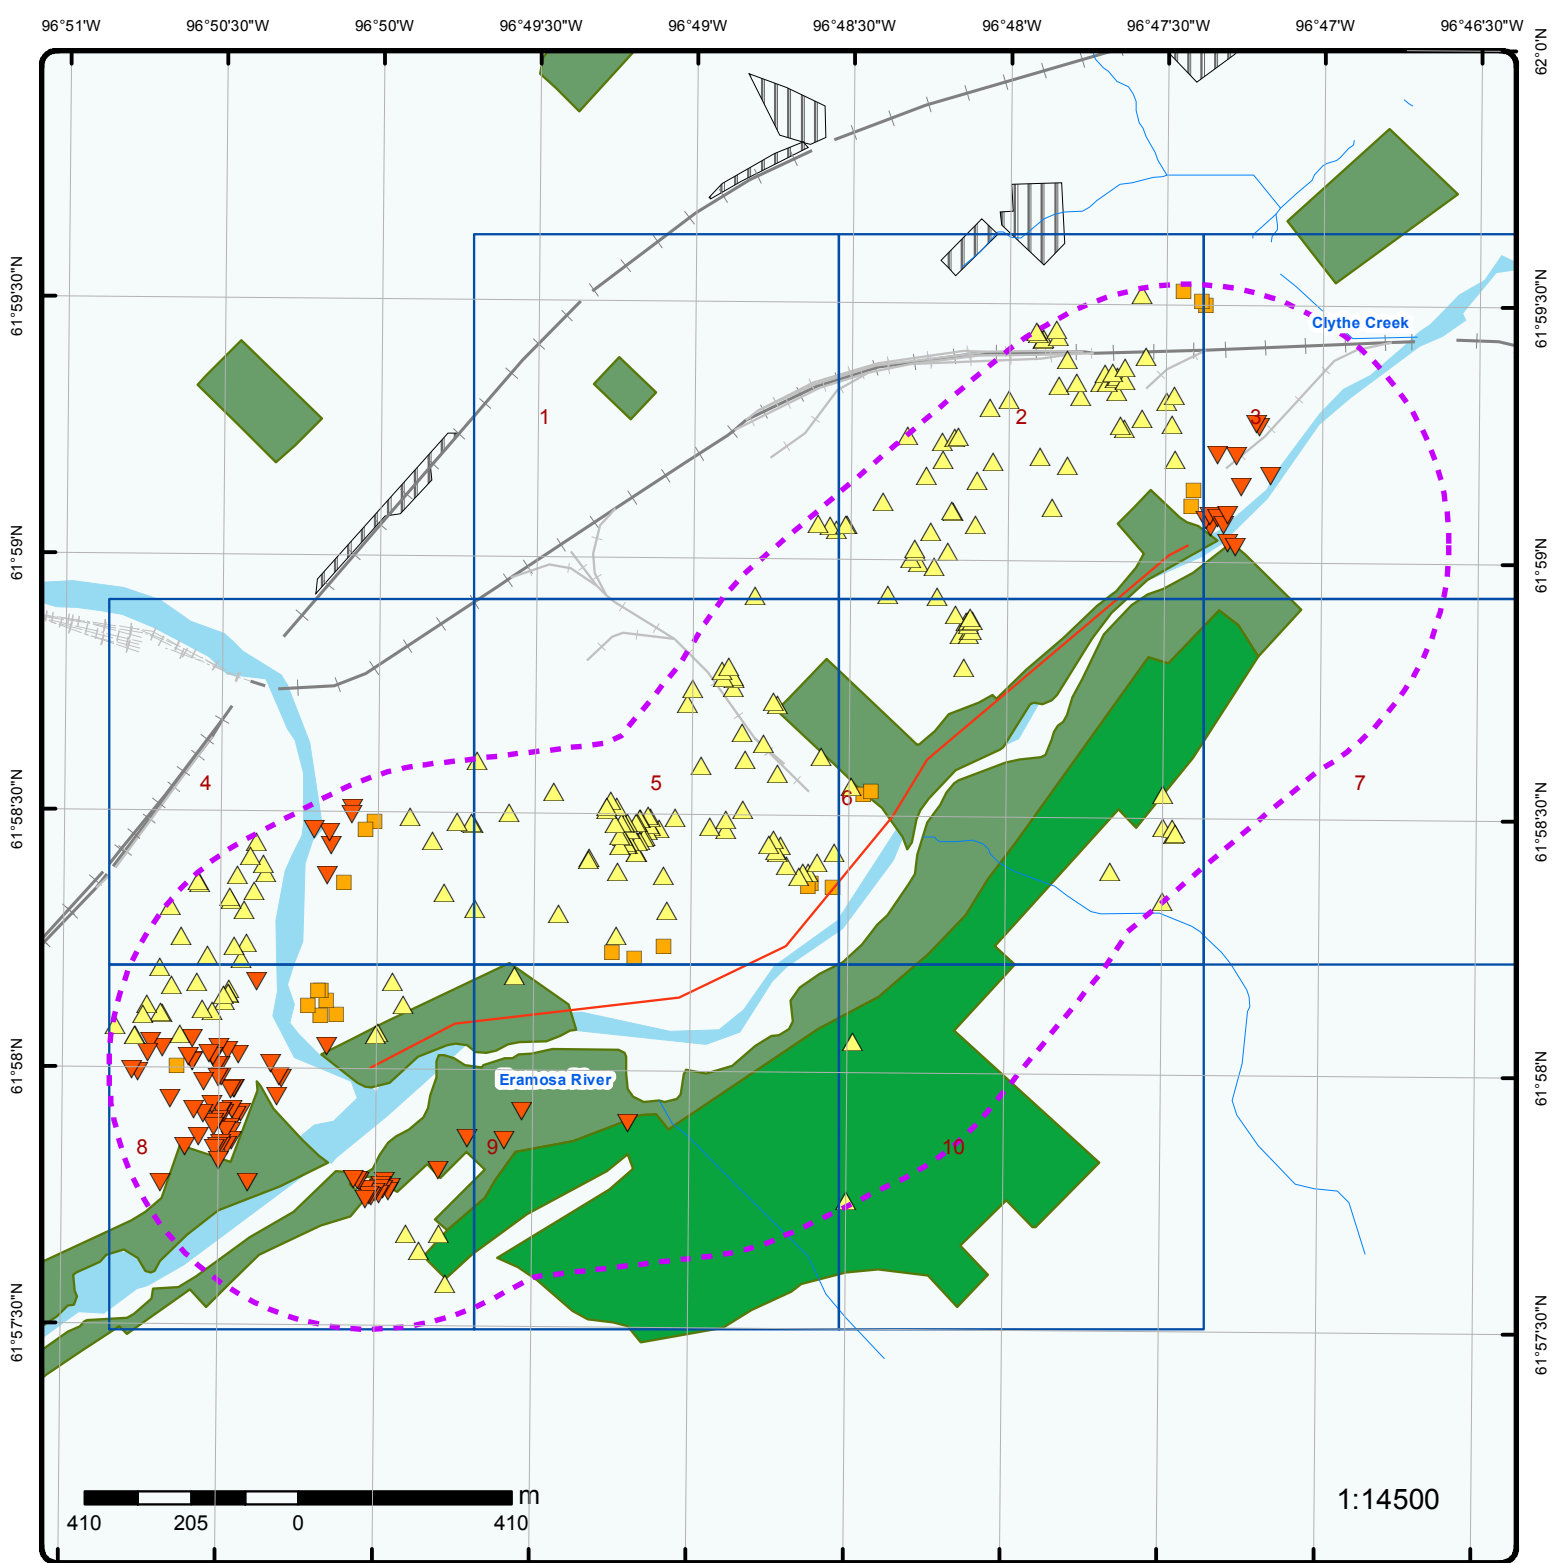 96°51'W 96°50'30"W 96°50'W 96°49'30"W 96°49'W 96°48'30"W 96°48'W 96°47'30"W 96°47'W 96°46'30"W
62°0'N
61°59'30"N 61°59'30"N
Clythe Creek
1 2 3
61°59'N 61°59'N
4 5 6 7
61°58'30"N 61°58'30"N
61°58'N 61°58'N
Eramosa River
8 9 10
61°57'30"N 61°57'30"N
m
1:14500
410 205 0 410